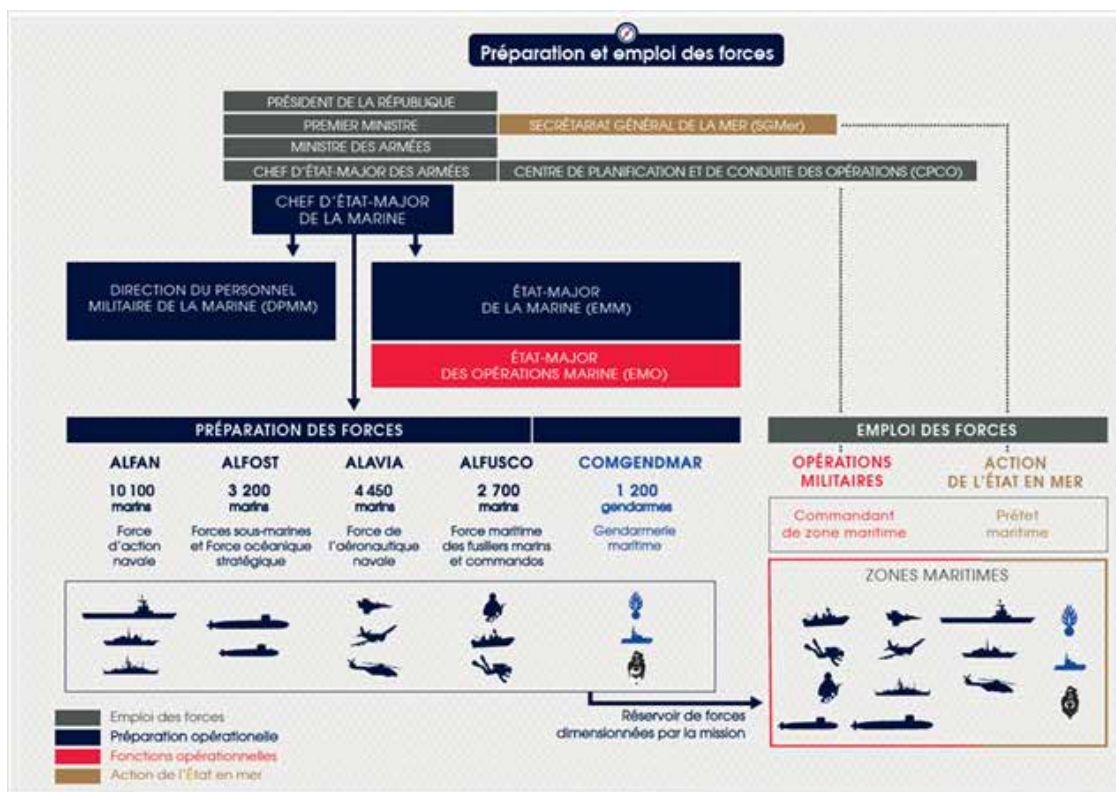 Préparation et emploi des forces
PRÉSIDENT DE LA RÉPUBLIQUE
PREMIER MINISTRE
SECRÉTARIAT GÉNÉRAL DE LA MER (SGMer)
MINISTRE DES ARMÉES
CHEF D'ÉTAT-MAJOR DES ARMÉES
CENTRE DE PLANIFICATION ET DE CONDUITE DES OPÉRATIONS (CPCO)
CHEF D'ÉTAT-MAJOR
DE LA MARINE
DIRECTION DU PERSONNEL
MILITAIRE DE LA MARINE (DPMM)
ÉTAT-MAJOR
DE LA MARINE (EMM)
ÉTAT-MAJOR
DES OPÉRATIONS MARINE (EMO)
PRÉPARATION DES FORCES
ALFAN
10 100
marins
Force
d'action
navale
ALFOST
3 200
marins
Forces sous-marines
et Force océanique
stratégique
ALAVIA
4 450
marins
Force de
l'aéronautique
navale
ALFUSCO
2 700
marins
Force maritime
des fusiliers marins
et commandos
COMGENDMAR
1 200
gendarmes
Gendarmerie
maritime
EMPLOI DES FORCES
OPÉRATIONS
MILITAIRES
Commandant
de zone maritime
ACTION
DE L'ÉTAT EN MER
Préfet
maritime
ZONES MARITIMES
Réservoir de forces
dimensionnées par la mission
Emploi des forces
Préparation opérationelle
Fonctions opérationnelles
Action de l'État en mer